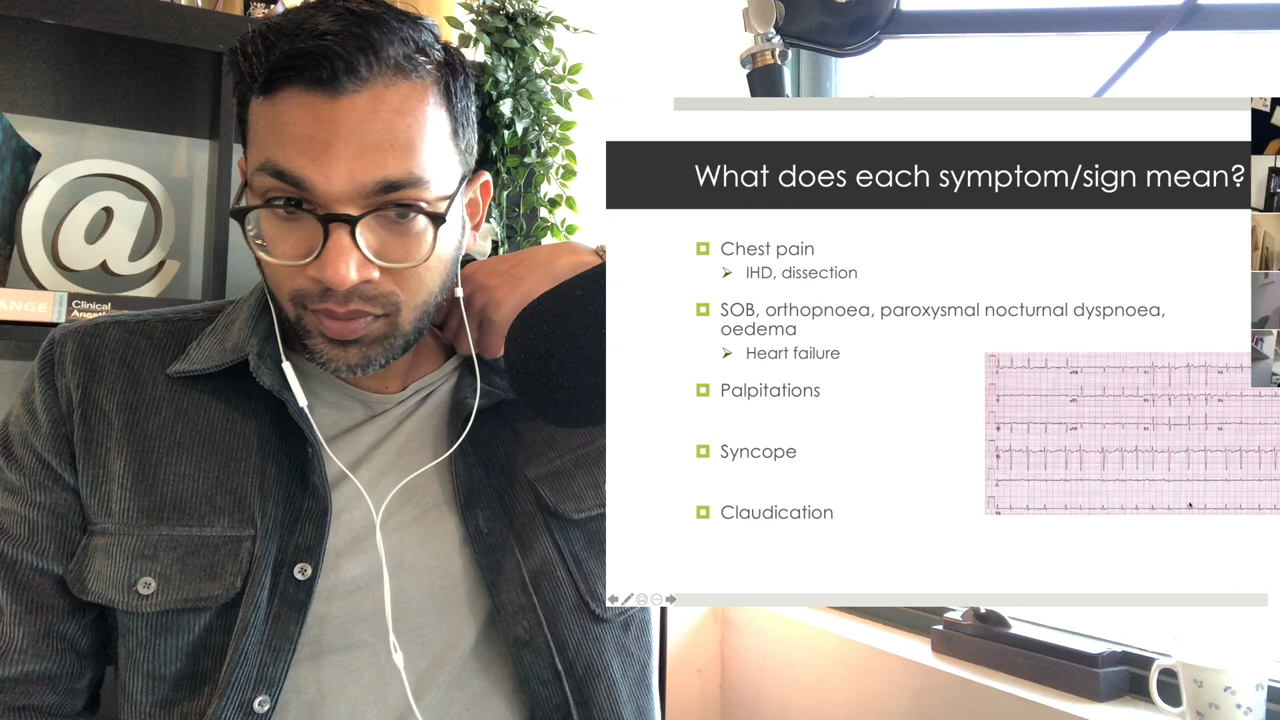 @
ANGE
Clinical
What does each symptom/sign mean?
Chest pain
IHD, dissection
SOB, orthopnoea, paroxysmal nocturnal dyspnoea,
oedema
Heart failure
Palpitations
Syncope
Claudication